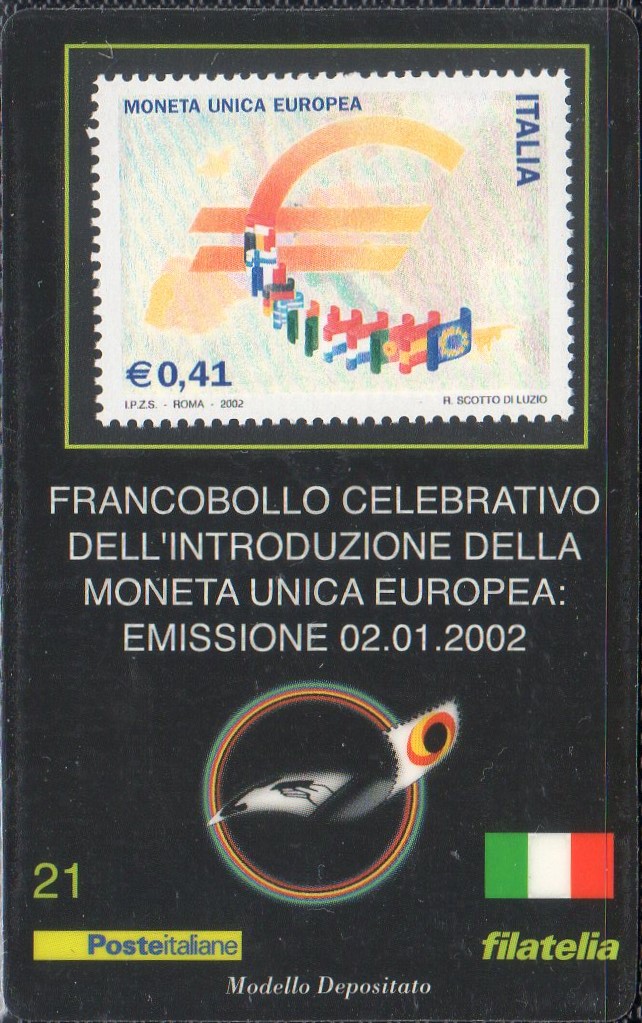 MONETA UNICA EUROPEA
ITALIA
€0,41
I.P.Z.S. - ROMA - 2002
R. SCOTTO DI LUZIO
FRANCOBOLLO CELEBRATIVO
DELL'INTRODUZIONE DELLA
MONETA UNICA EUROPEA:
EMISSIONE 02.01.2002
21
Posteitaliane
filatelia
Modello Depositato